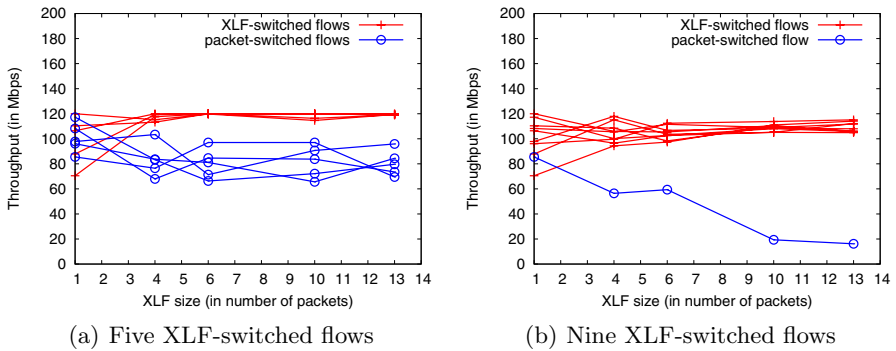 XLF-switched flows
packet-switched flows
Throughput (in Mbps)
200
180
160
140
120
100
80
60
40
20
0
1 2 3 4 5 6 7 8 9 10 11 12 13 14
XLF size (in number of packets)
(a) Five XLF-switched flows
XLF-switched flows
packet-switched flow
Throughput (in Mbps)
200
180
160
140
120
100
80
60
40
20
0
1 2 3 4 5 6 7 8 9 10 11 12 13 14
XLF size (in number of packets)
(b) Nine XLF-switched flows